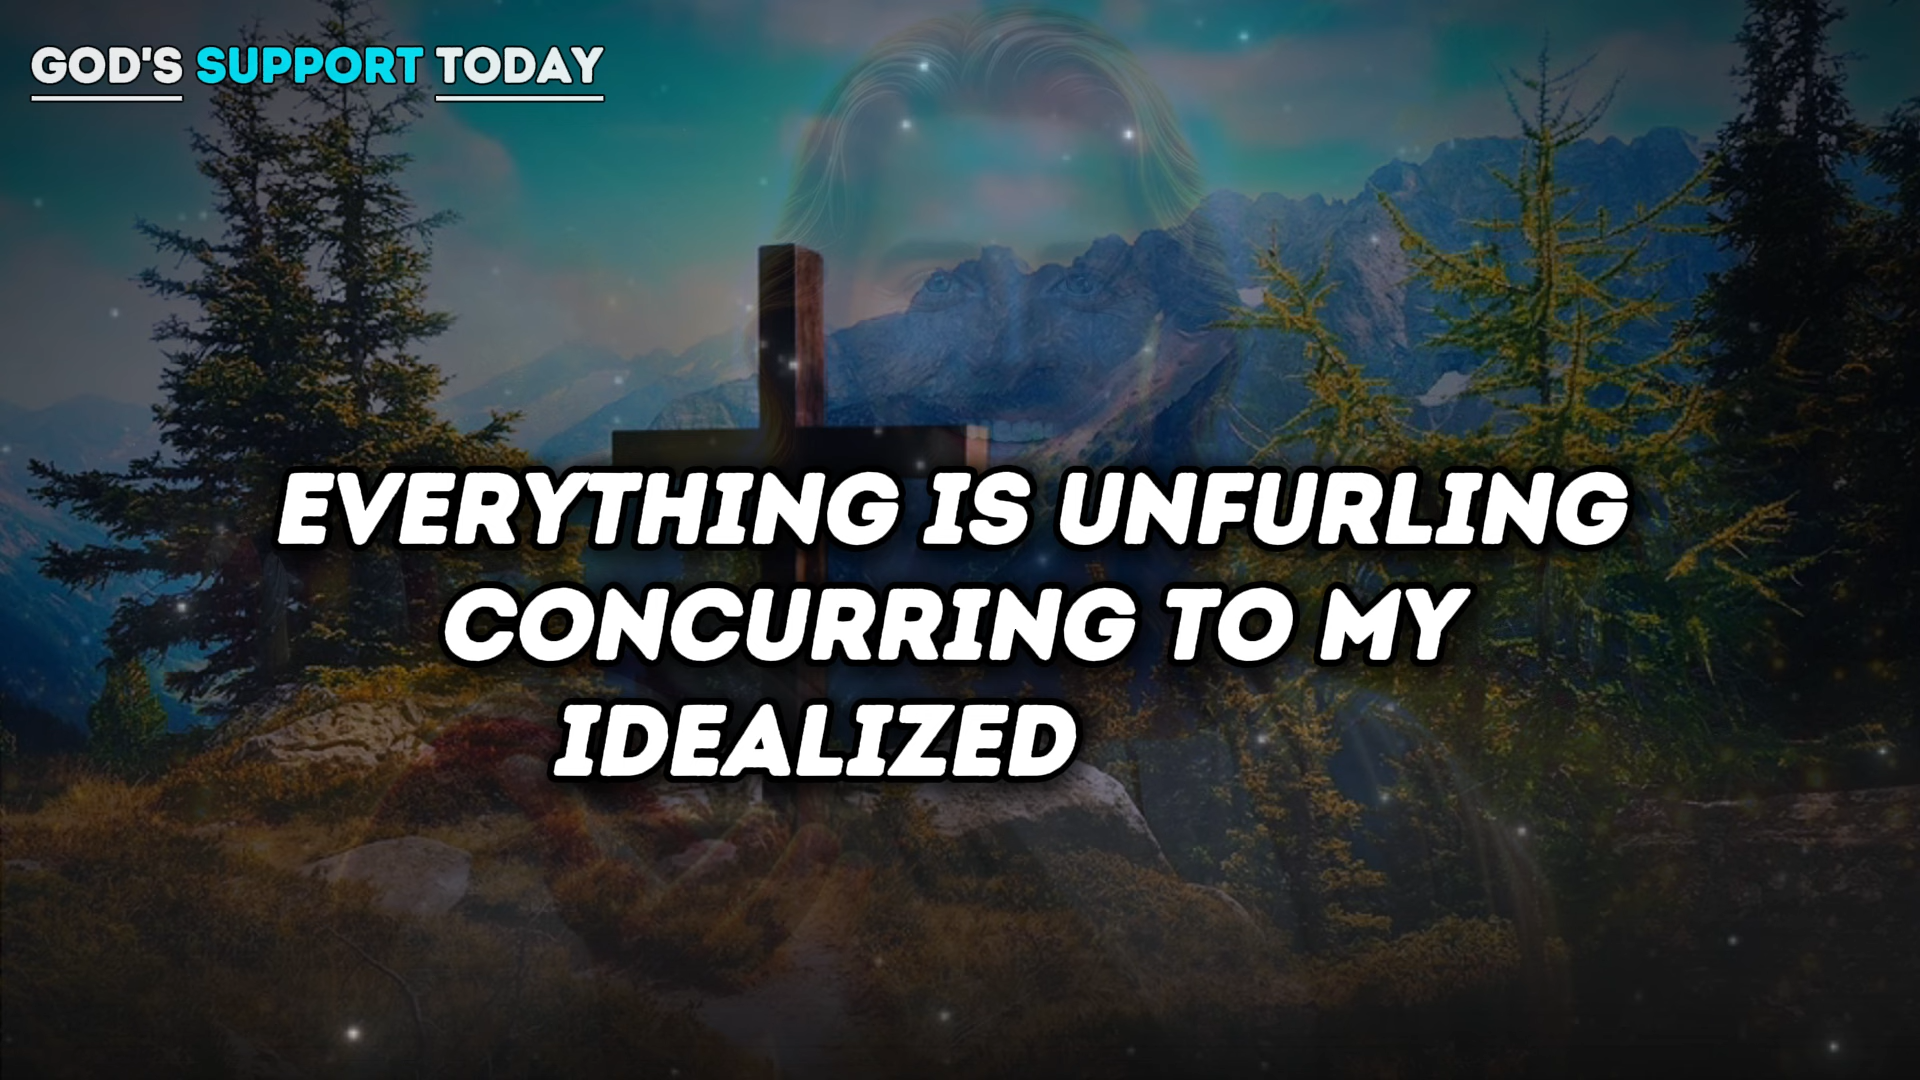 GOD'S SUPPORT TODAY
EVERYTHING IS UNFURLING
CONCURRING TO MY
IDEALIZED